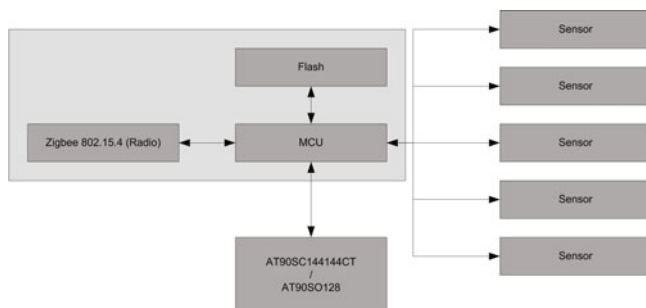 Sensor
Flash
Sensor
Zigbee 802.15.4 (Radio)
MCU
Sensor
Sensor
AT90SC144144CT
/
AT90SO128
Sensor